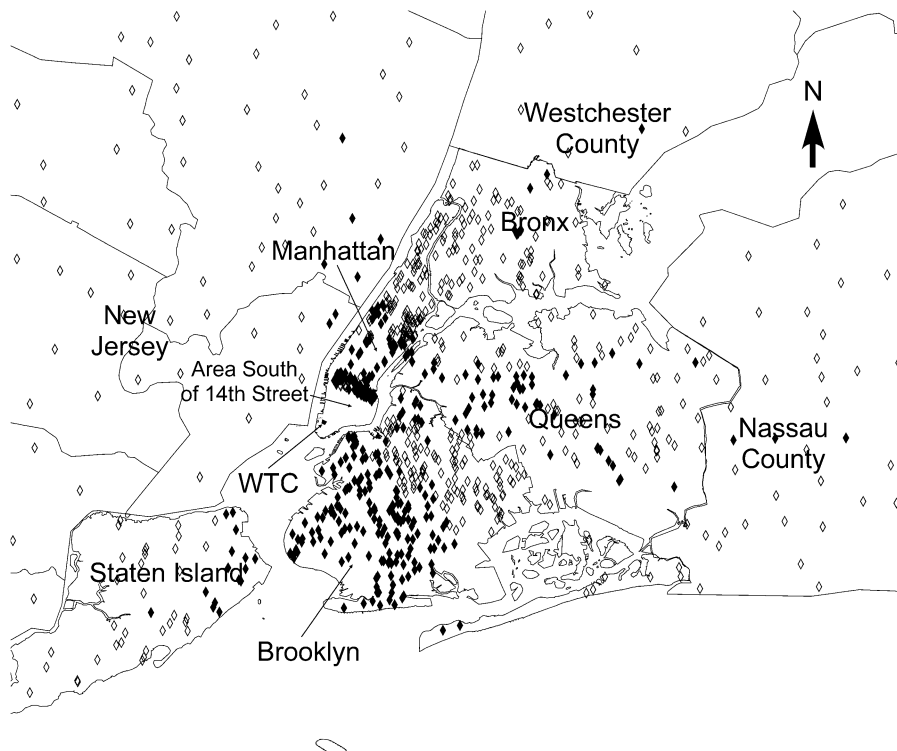 N
Westchester
County
Bronx
Manhattan
New
Jersey
Area South
of 14th Street
Queens
Nassau
County
WTC
Staten Island
Brooklyn